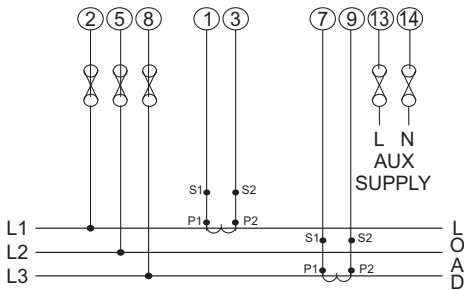 2 5 8 1 3 7 9 13 14
L N
AUX
SUPPLY
S1 S2
P1 P2
L1
S1 S2
L2
P1 P2
L3
LOAD